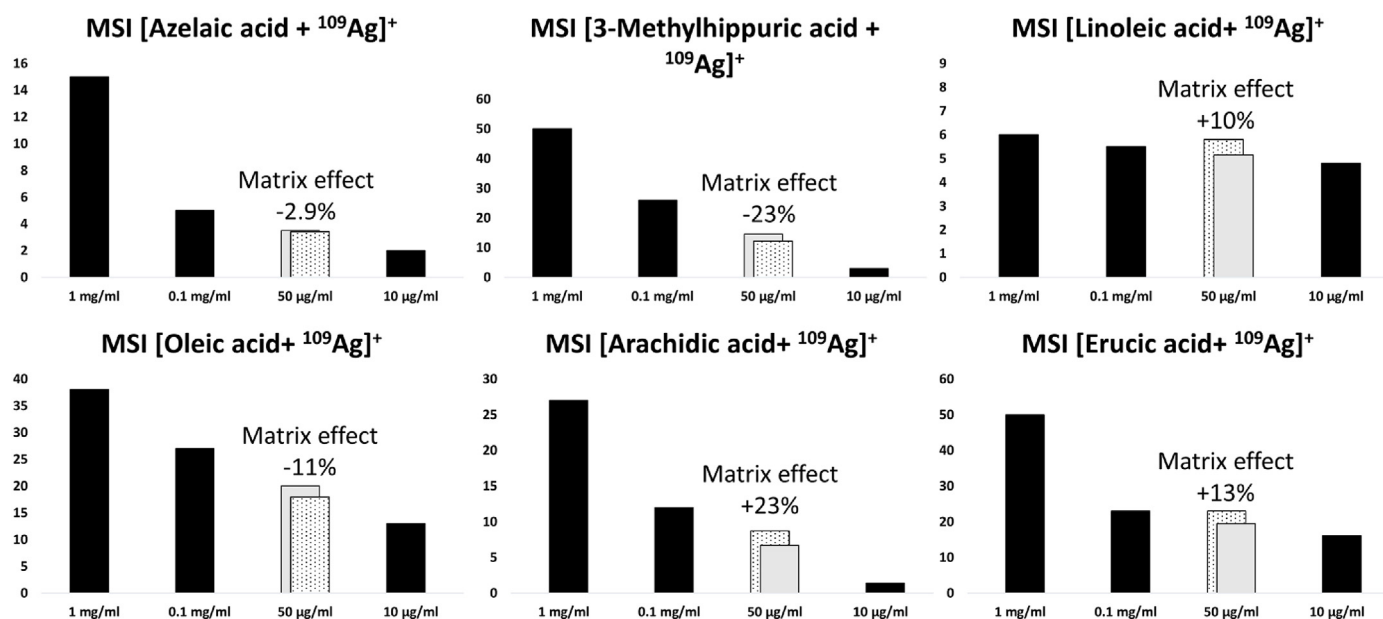 MSI [Azelaic acid + ¹⁰⁹Ag]⁺
16
14
12
10
8
6
4
2
0
Matrix effect
-2.9%
1 mg/ml 0.1 mg/ml 50 µg/ml 10 µg/ml
MSI [3-Methylhippuric acid +
¹⁰⁹Ag]⁺
60
50
40
30
20
10
0
Matrix effect
-23%
1 mg/ml 0.1 mg/ml 50 µg/ml 10 µg/ml
MSI [Linoleic acid+ ¹⁰⁹Ag]⁺
9
8
7
6
5
4
3
2
1
0
Matrix effect
+10%
1 mg/ml 0.1 mg/ml 50 µg/ml 10 µg/ml
MSI [Oleic acid+ ¹⁰⁹Ag]⁺
40
35
30
25
20
15
10
5
0
Matrix effect
-11%
1 mg/ml 0.1 mg/ml 50 µg/ml 10 µg/ml
MSI [Arachidic acid+ ¹⁰⁹Ag]⁺
30
25
20
15
10
5
0
Matrix effect
+23%
1 mg/ml 0.1 mg/ml 50 µg/ml 10 µg/ml
MSI [Erucic acid+ ¹⁰⁹Ag]⁺
60
50
40
30
20
10
0
Matrix effect
+13%
1 mg/ml 0.1 mg/ml 50 µg/ml 10 µg/ml